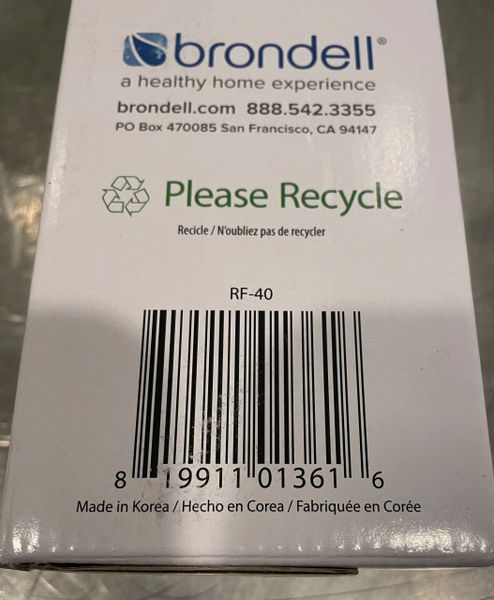 brondell®
a healthy home experience
brondell.com 888.542.3355
PO Box 470085 San Francisco, CA 94147
Please Recycle
Recicle / N'oubliez pas de recycler
RF-40
8 19911 01361 6
Made in Korea / Hecho en Corea / Fabriquée en Corée